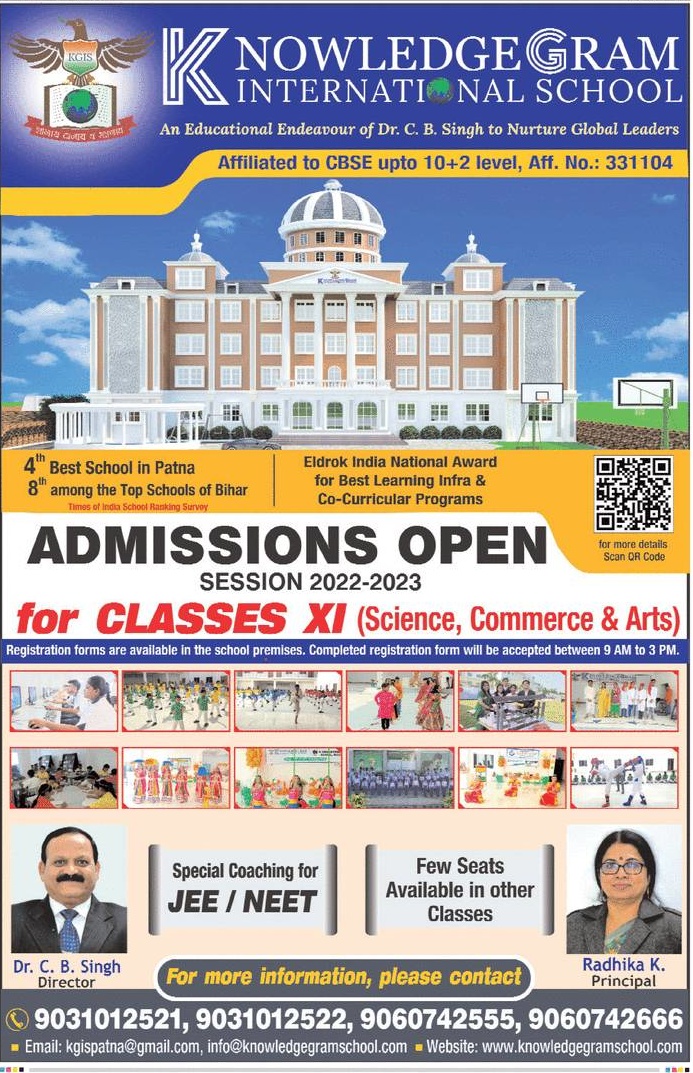 KGIS
KNOWLEDGEGRAM
INTERNATIONAL SCHOOL
An Educational Endeavour of Dr. C. B. Singh to Nurture Global Leaders
Affiliated to CBSE upto 10+2 level, Aff. No.: 331104
4th Best School in Patna
8th among the Top Schools of Bihar
Times of India School Ranking Survey
Eldrok India National Award
for Best Learning Infra &
Co-Curricular Programs
for more details
Scan QR Code
ADMISSIONS OPEN
SESSION 2022-2023
for CLASSES XI (Science, Commerce & Arts)
Registration forms are available in the school premises. Completed registration form will be accepted between 9 AM to 3 PM.
Special Coaching for
JEE / NEET
Few Seats
Available in other
Classes
Dr. C. B. Singh
Director
Radhika K.
Principal
For more information, please contact
9031012521, 9031012522, 9060742555, 9060742666
▪ Email: kgispatna@gmail.com, info@knowledgegramschool.com ▪ Website: www.knowledgegramschool.com